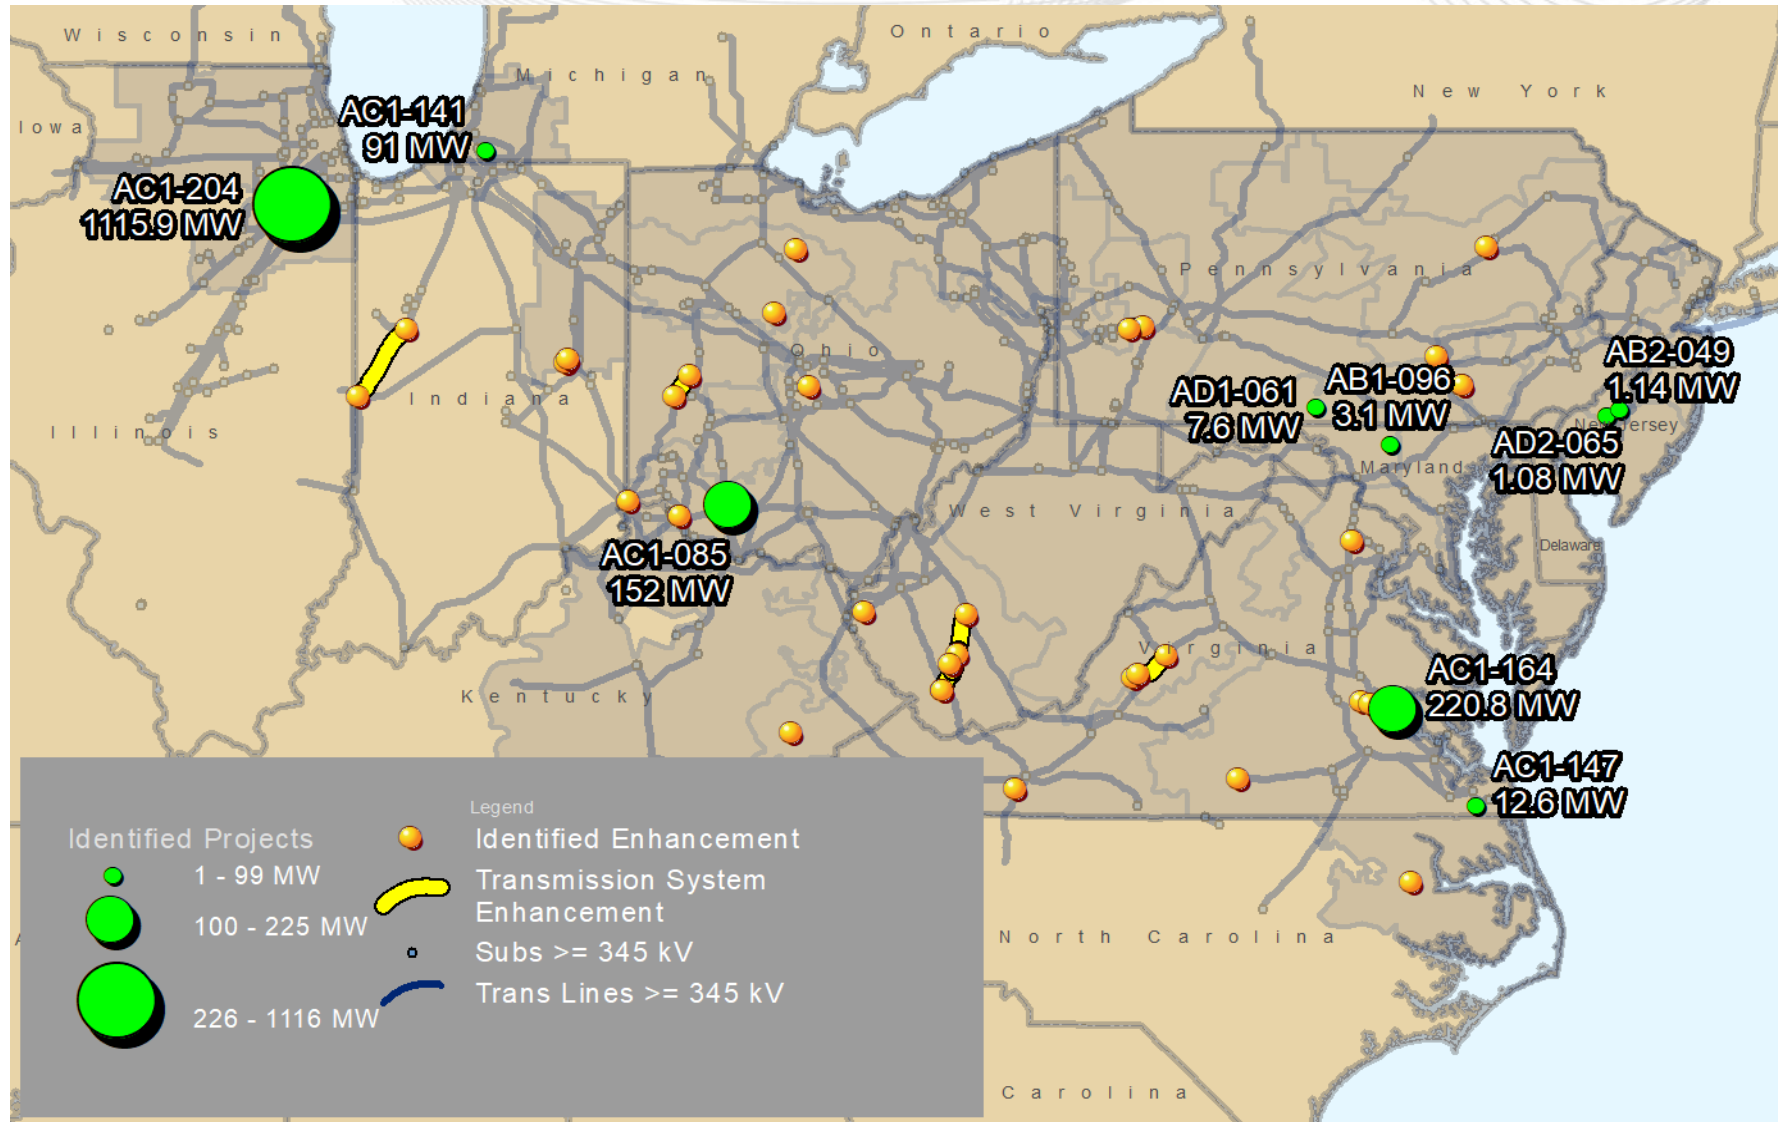 Wisconsin
Ontario
Michigan
New York
Iowa
AC1-141
91 MW
AC1-204
1115.9 MW
Pennsylvania
Ohio
AB2-049
1.14 MW
AD1-061
7.6 MW
AB1-096
3.1 MW
Indiana
Illinois
New Jersey
AD2-065
1.08 MW
Maryland
West Virginia
Delaware
AC1-085
152 MW
Virginia
AC1-164
220.8 MW
Kentucky
AC1-147
12.6 MW
Legend
Identified Projects
1 - 99 MW
100 - 225 MW
226 - 1116 MW
Identified Enhancement
Transmission System
Enhancement
Subs >= 345 kV
Trans Lines >= 345 kV
North Carolina
Carolina